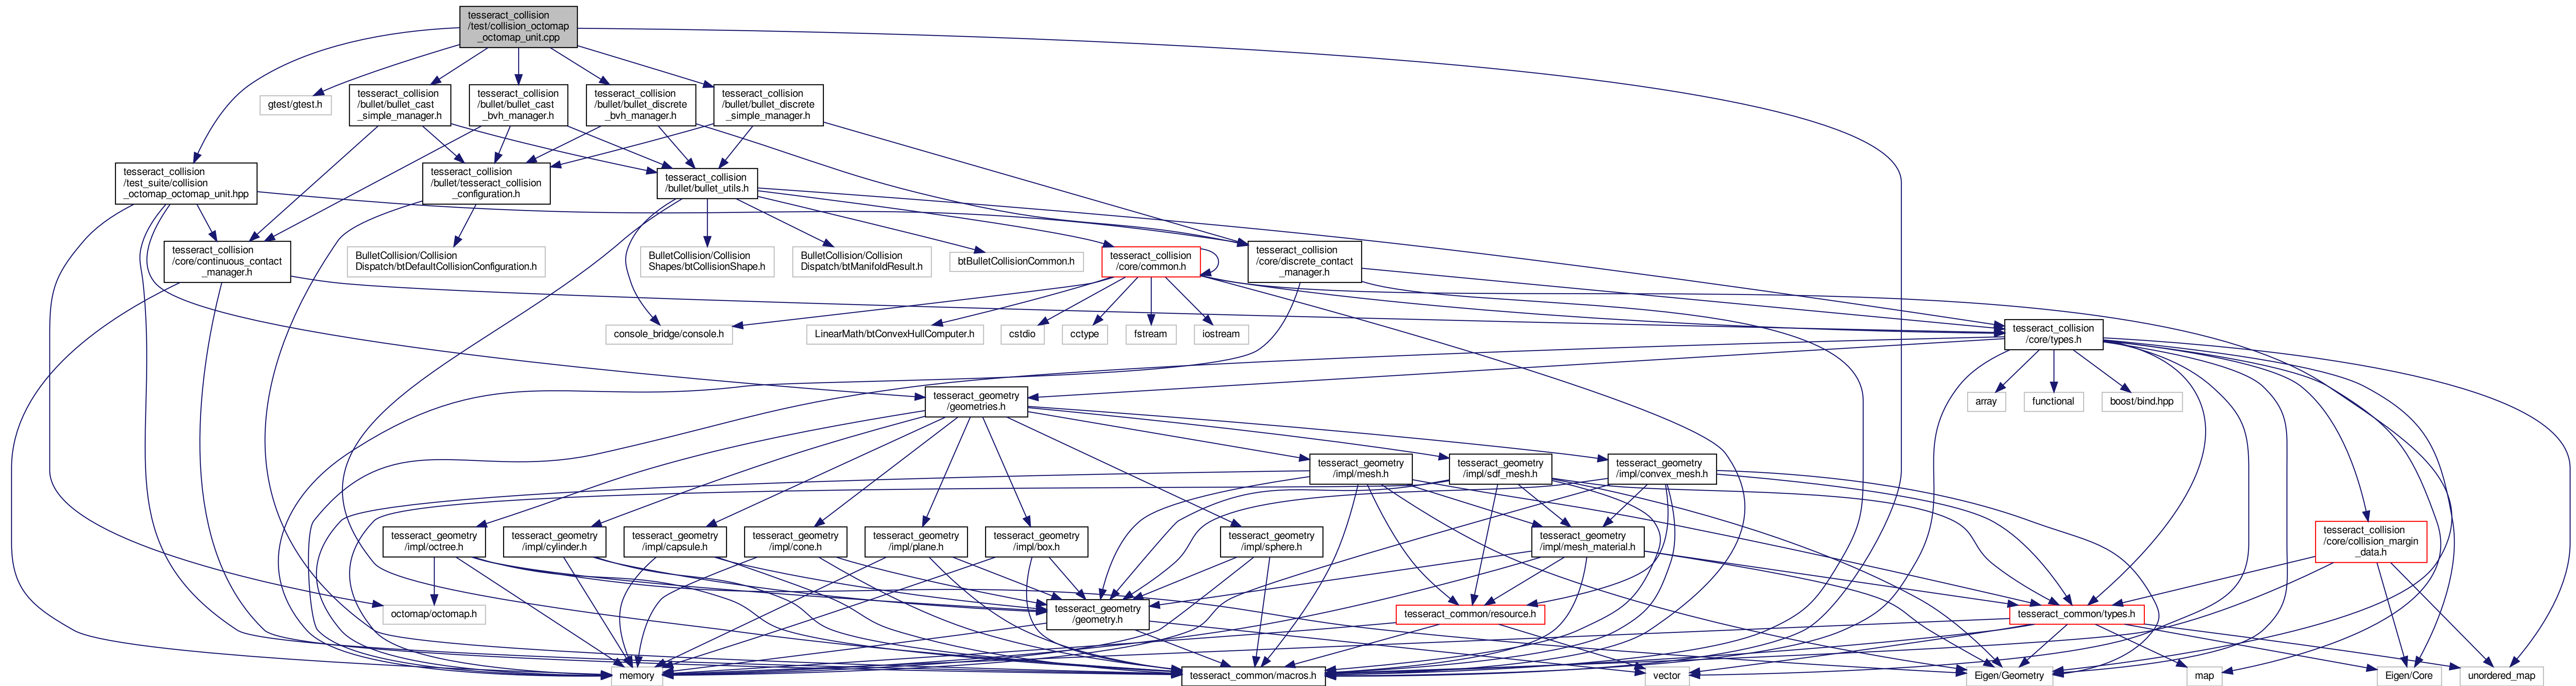 tesseract_collision
/test/collision_octomap
_octomap_unit.cpp
gtest/gtest.h
tesseract_collision
/bullet/bullet_cast
_simple_manager.h
tesseract_collision
/bullet/bullet_cast
_bvh_manager.h
tesseract_collision
/bullet/bullet_discrete
_bvh_manager.h
tesseract_collision
/bullet/bullet_discrete
_simple_manager.h
tesseract_collision
/test_suite/collision
_octomap_octomap_unit.hpp
tesseract_collision
/bullet/tesseract_collision
_configuration.h
tesseract_collision
/bullet/bullet_utils.h
tesseract_collision
/core/continuous_contact
_manager.h
BulletCollision/Collision
Dispatch/btDefaultCollisionConfiguration.h
BulletCollision/Collision
Shapes/btCollisionShape.h
BulletCollision/Collision
Dispatch/btManifoldResult.h
btBulletCollisionCommon.h
tesseract_collision
/core/common.h
tesseract_collision
/core/discrete_contact
_manager.h
console_bridge/console.h
LinearMath/btConvexHullComputer.h
cstdio
cctype
fstream
iostream
tesseract_collision
/core/types.h
tesseract_geometry
/geometries.h
array
functional
boost/bind.hpp
tesseract_geometry
/impl/mesh.h
tesseract_geometry
/impl/sdf_mesh.h
tesseract_geometry
/impl/convex_mesh.h
tesseract_geometry
/impl/octree.h
tesseract_geometry
/impl/cylinder.h
tesseract_geometry
/impl/capsule.h
tesseract_geometry
/impl/cone.h
tesseract_geometry
/impl/plane.h
tesseract_geometry
/impl/box.h
tesseract_geometry
/impl/sphere.h
tesseract_geometry
/impl/mesh_material.h
tesseract_collision
/core/collision_margin
_data.h
octomap/octomap.h
tesseract_geometry
/geometry.h
tesseract_common/resource.h
tesseract_common/types.h
memory
tesseract_common/macros.h
vector
Eigen/Geometry
map
Eigen/Core
unordered_map